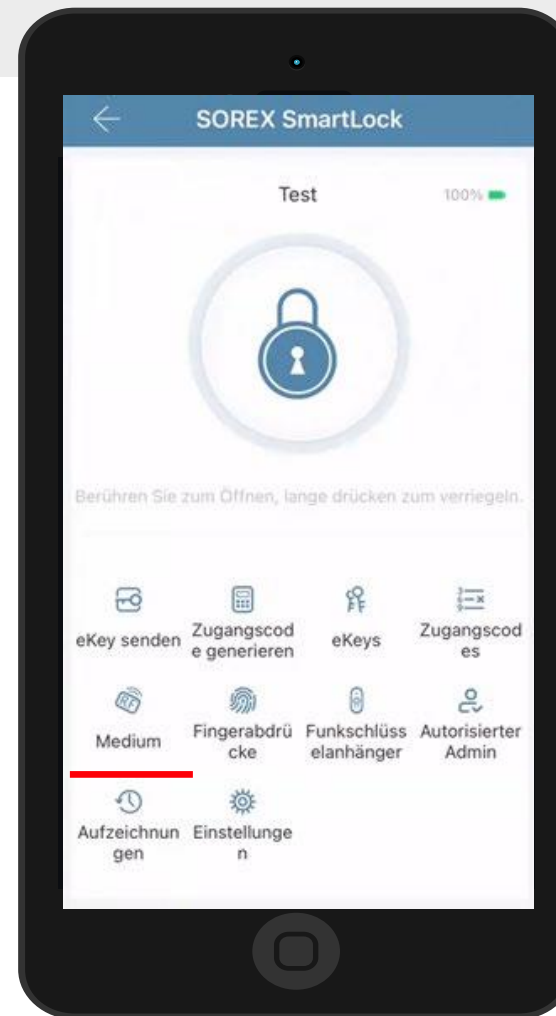 SOREX SmartLock
Test
100%
Berühren Sie zum Öffnen, lange drücken zum verriegeln.
eKey senden
Zugangscod
e generieren
eKeys
Zugangscod
es
RF
Medium
Fingerabdrü
cke
Funkschlüss
elanhänger
Autorisierter
Admin
Aufzeichnun
gen
Einstellunge
n